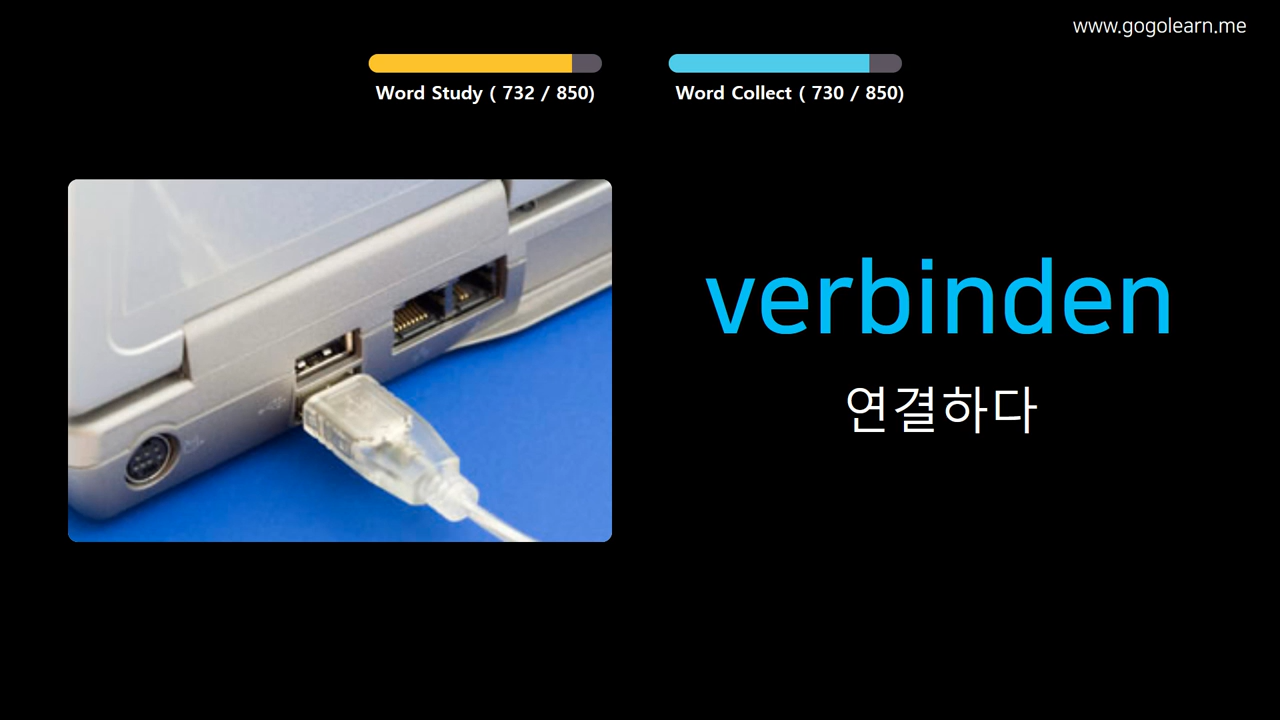 www.gogolearn.me
Word Study ( 732 / 850)
Word Collect ( 730 / 850)
verbinden
연결하다